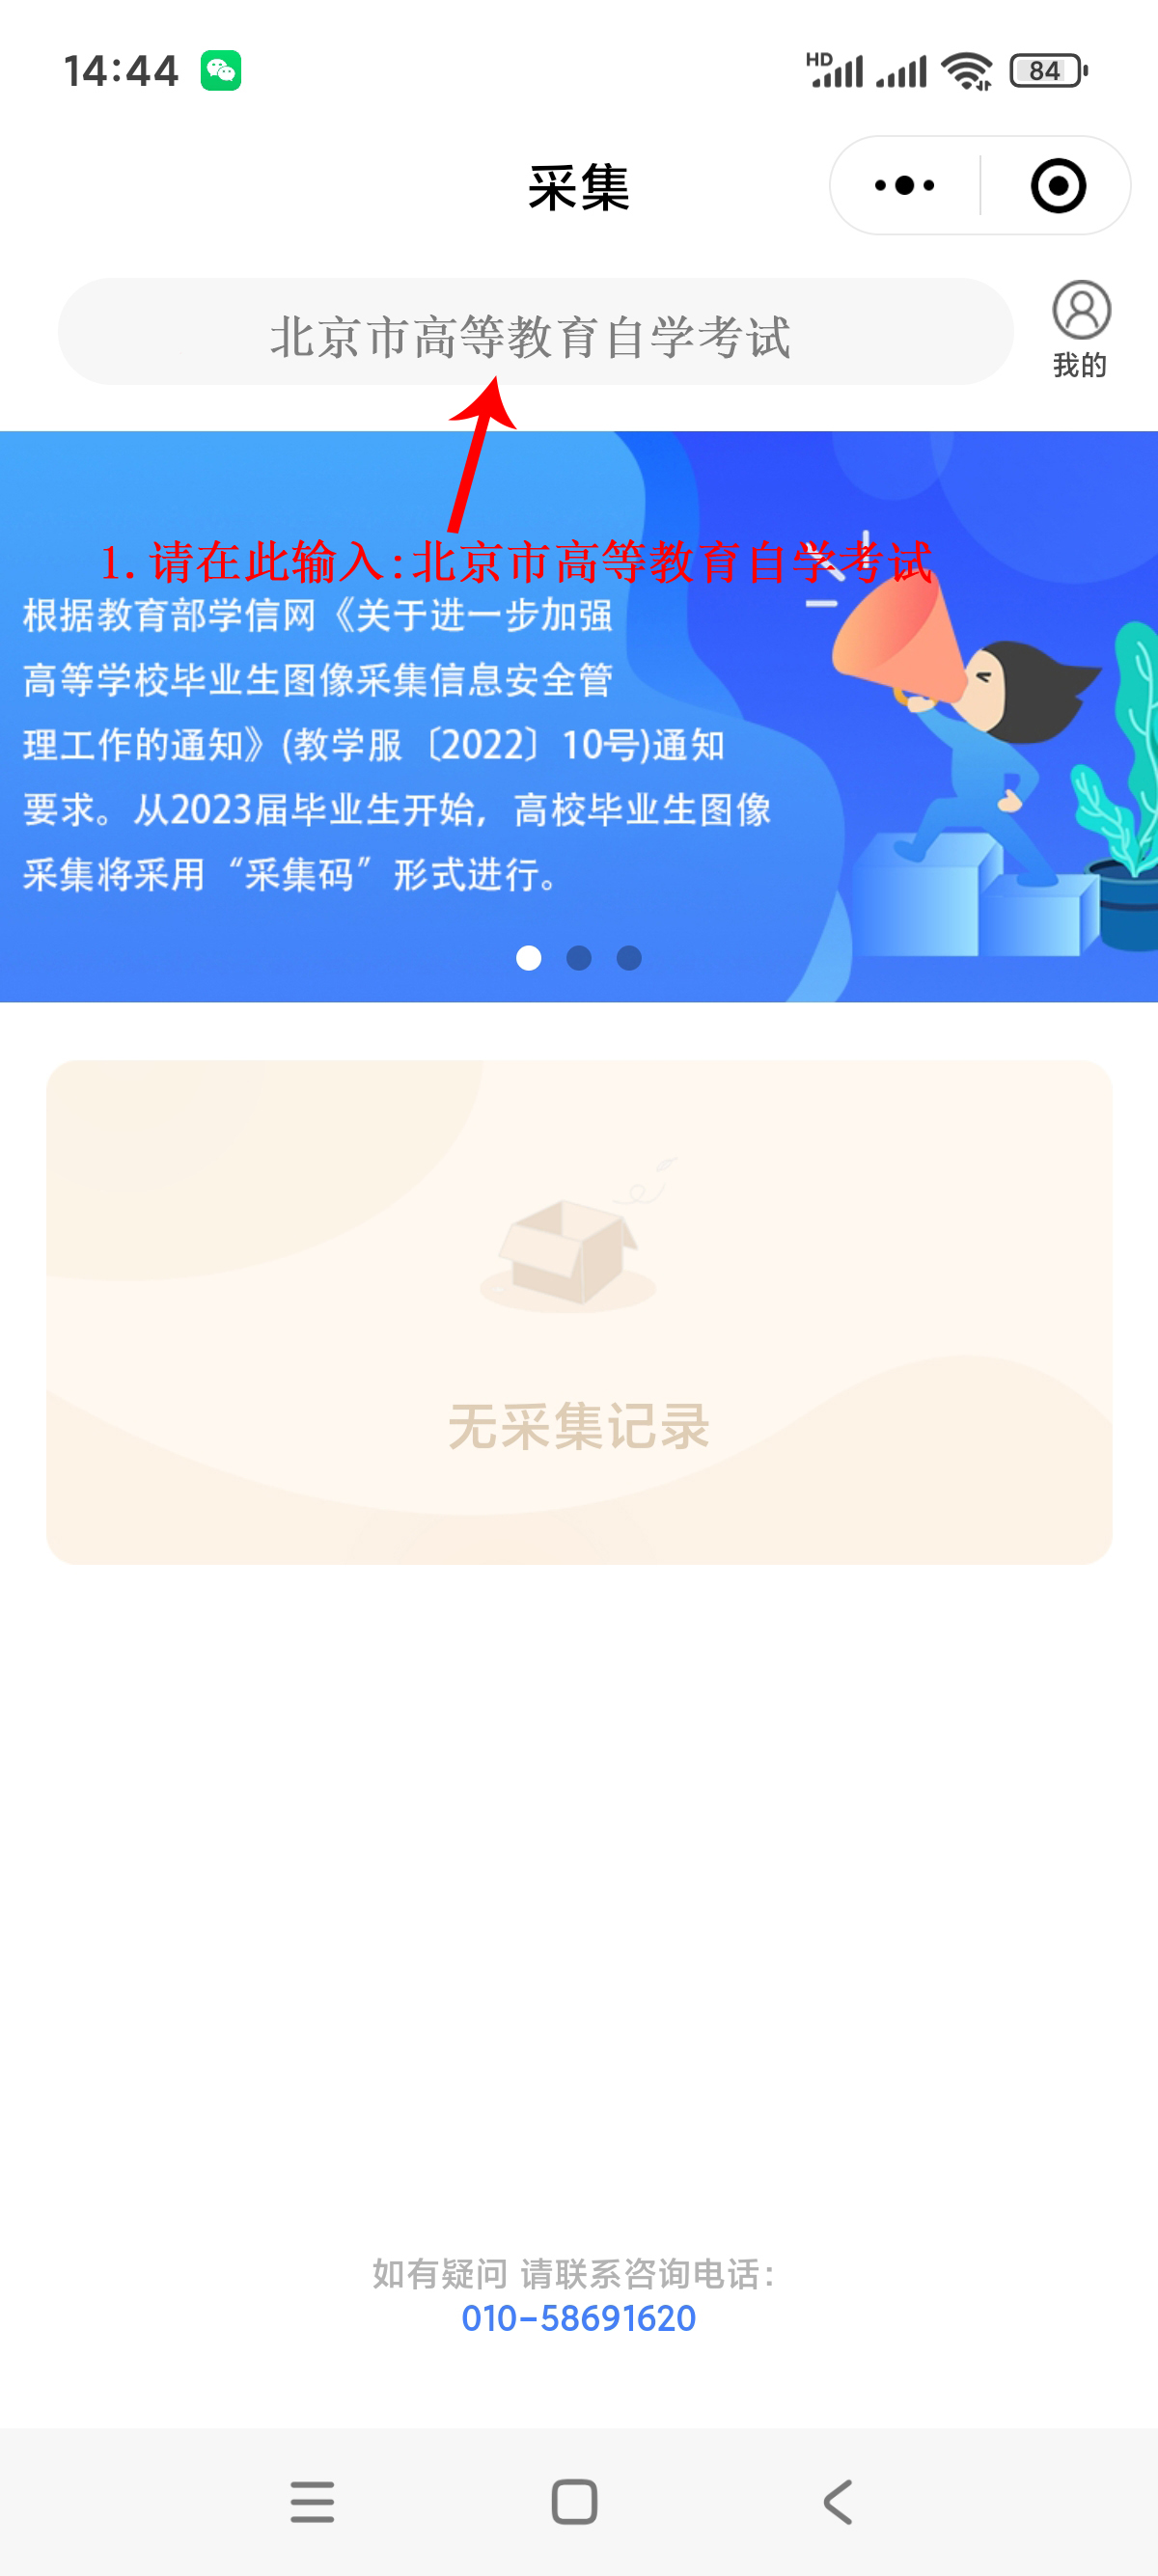 14:44
HD
84
采集
北京市高等教育自学考试
我的
1. 请在此输入:北京市高等教育自学考试
根据教育部学信网《关于进一步加强
高等学校毕业生图像采集信息安全管
理工作的通知》(教学服〔2022〕10号)通知
要求。从2023届毕业生开始，高校毕业生图像
采集将采用“采集码”形式进行。
无采集记录
如有疑问 请联系咨询电话：
010-58691620